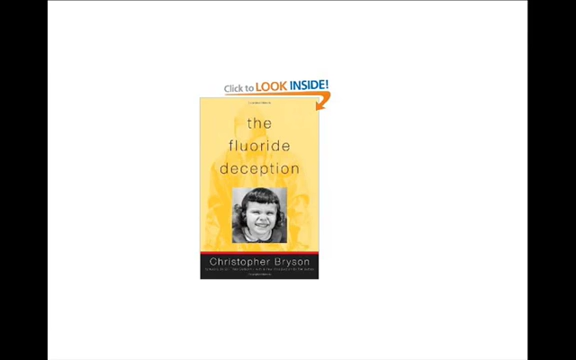 Click to LOOK INSIDE!
the
fluoride
deception
Christopher Bryson